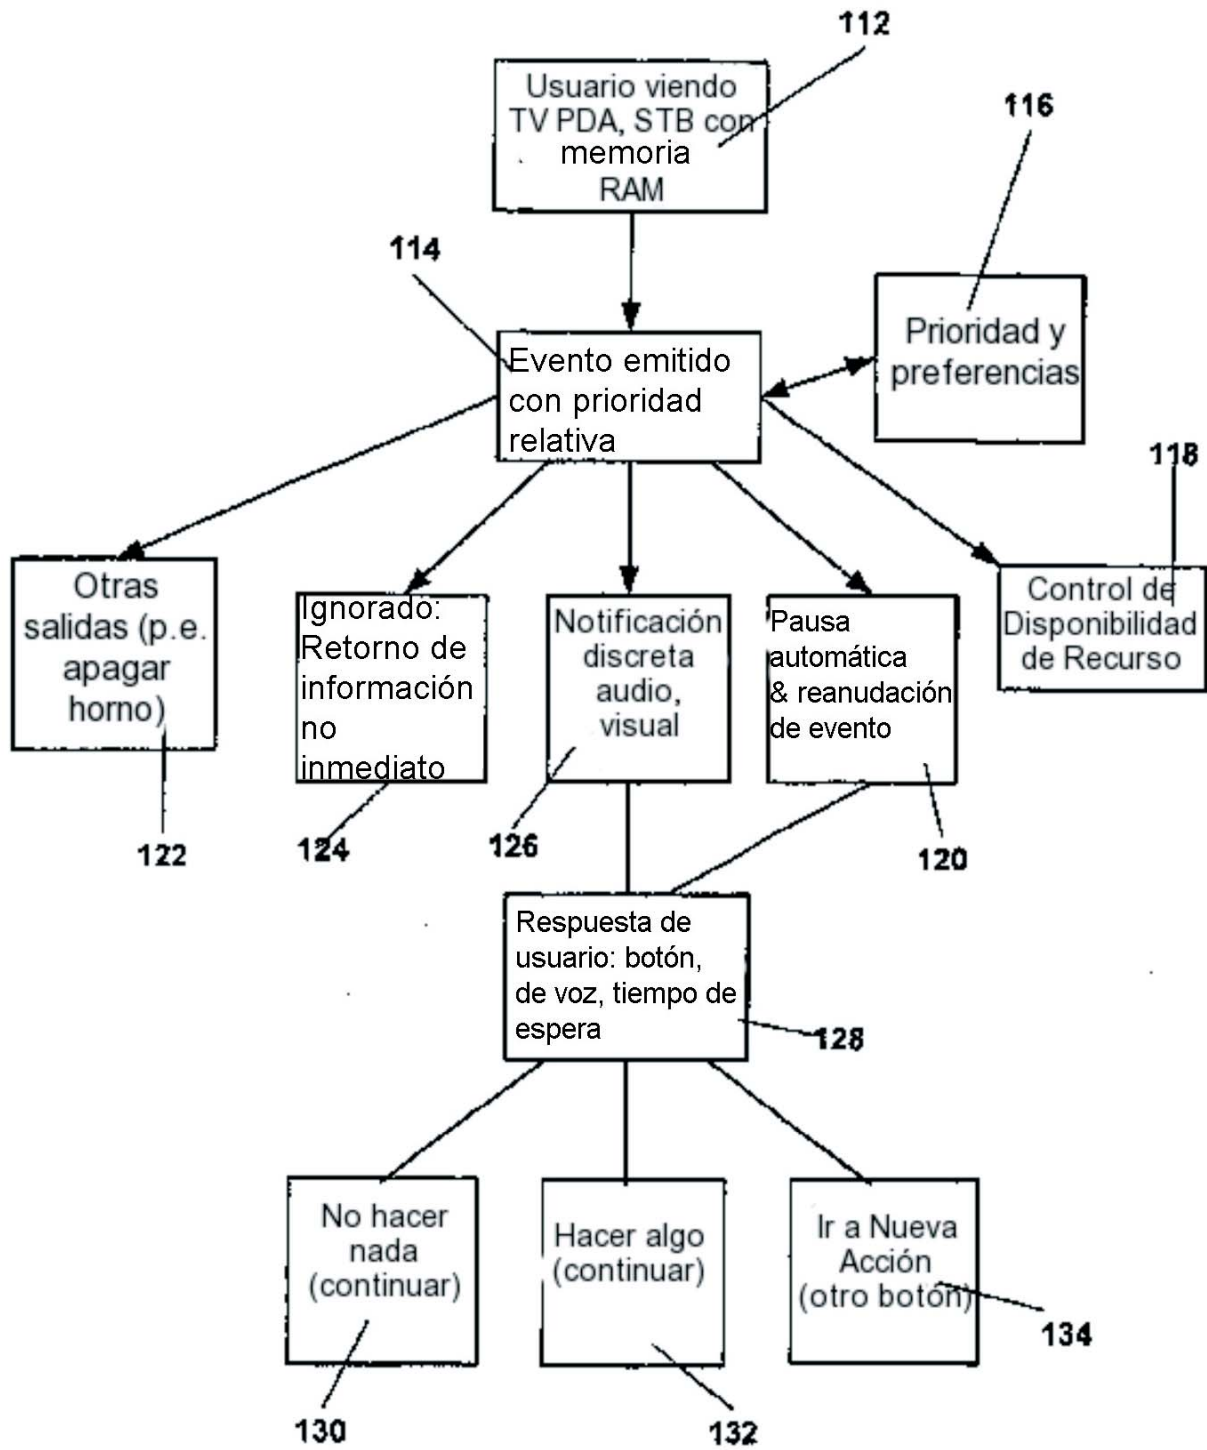 112
Usuario viendo
TV PDA, STB con
memoria
RAM
116
114
Prioridad y
preferencias
Evento emitido
con prioridad
relativa
118
Otras
salidas (p.e.
apagar
horno)
Ignorado:
Retorno de
información
no
inmediato
Notificación
discreta
audio,
visual
Pausa
automática
& reanudación
de evento
Control de
Disponibilidad
de Recurso
122
124
126
120
Respuesta de
usuario: botón,
de voz, tiempo de
espera
128
No hacer
nada
(continuar)
Hacer algo
(continuar)
Ir a Nueva
Acción
(otro botón)
134
130
132